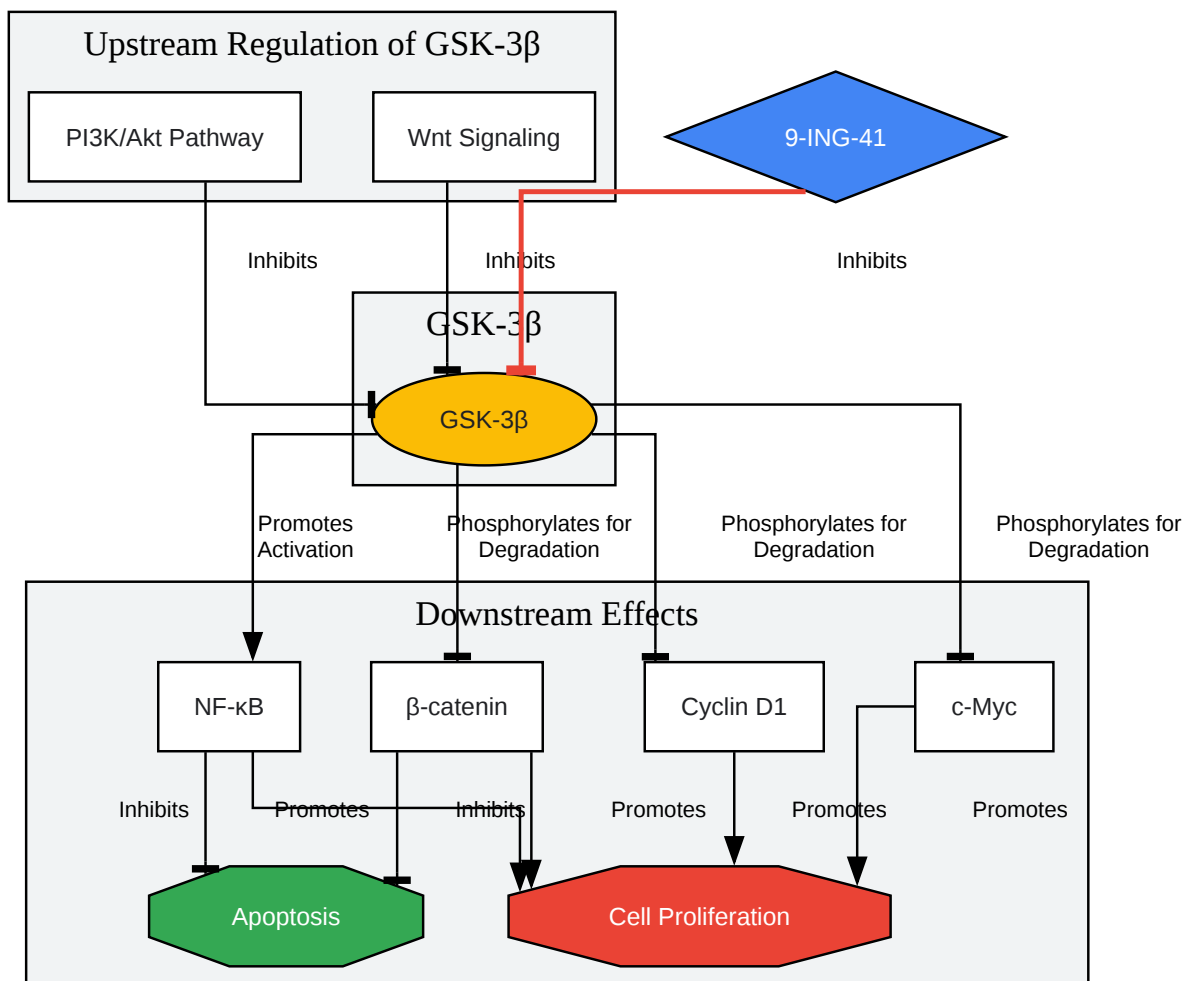 Upstream Regulation of GSK-3β
PI3K/Akt Pathway
Wnt Signaling
9-ING-41
Inhibits
Inhibits
Inhibits
GSK-3β
GSK-3β
Promotes
Activation
Phosphorylates for
Degradation
Phosphorylates for
Degradation
Phosphorylates for
Degradation
Downstream Effects
NF-κB
β-catenin
Cyclin D1
c-Myc
Inhibits
Promotes
Inhibits
Promotes
Promotes
Promotes
Apoptosis
Cell Proliferation